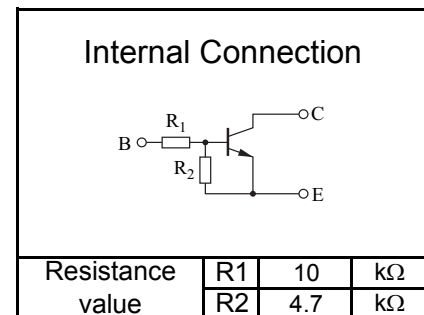 Internal Connection
C
R₁
B
R₂
E
Resistance value R1 10 kΩ
R2 4.7 kΩ